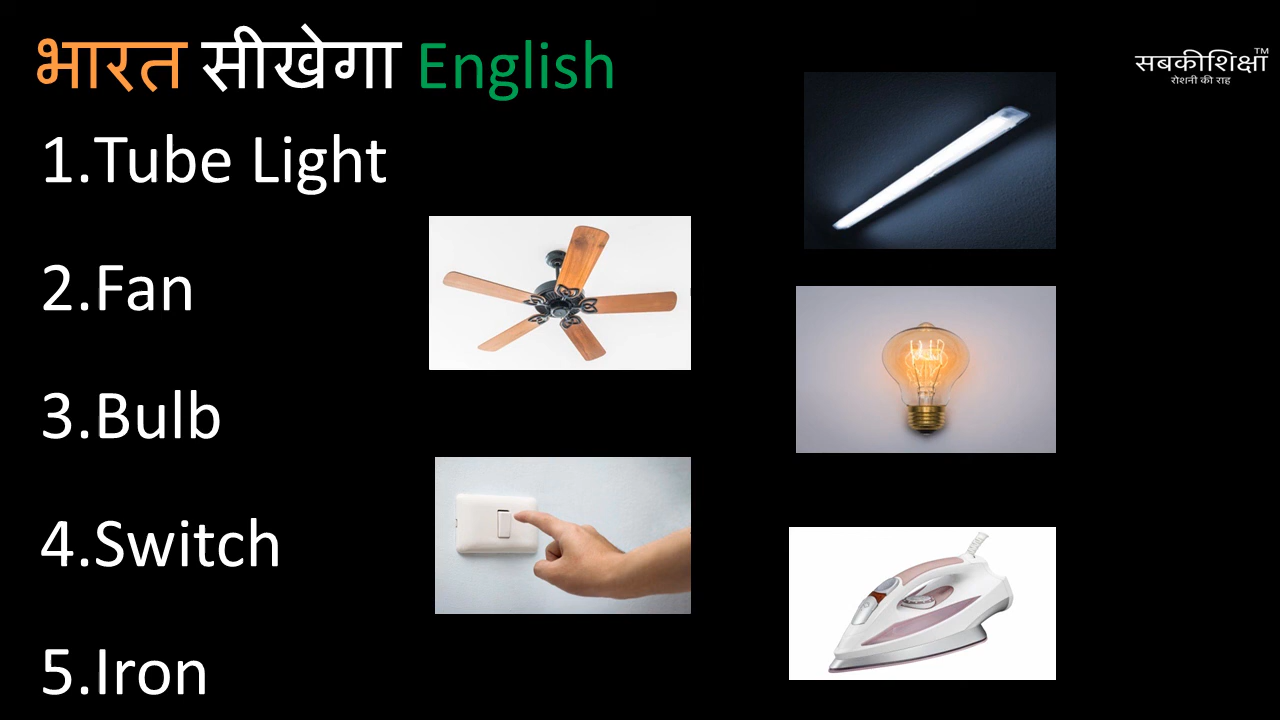 भारत सीखेगा English
सबकीशिक्षा™
रोशनी की राह
1.Tube Light
2.Fan
3.Bulb
4.Switch
5.Iron